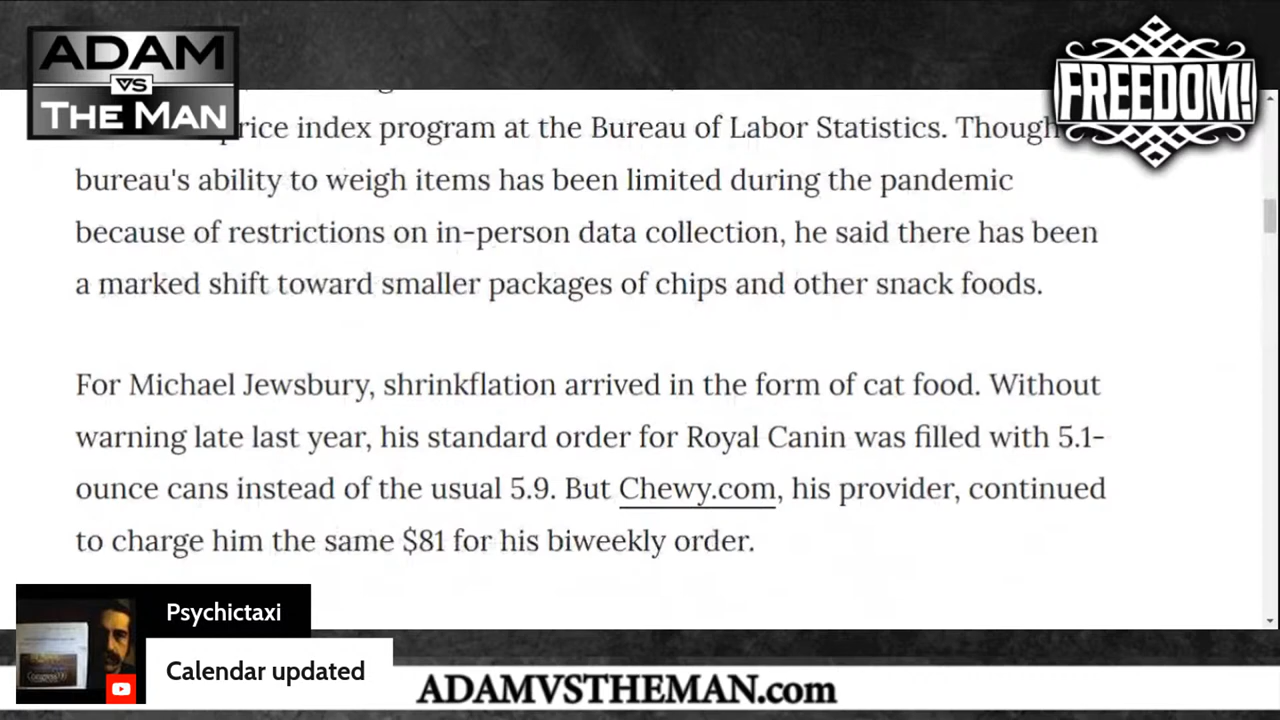 ADAM
VS
THE MAN
FREEDOM!
rice index program at the Bureau of Labor Statistics. Though
bureau's ability to weigh items has been limited during the pandemic
because of restrictions on in-person data collection, he said there has been
a marked shift toward smaller packages of chips and other snack foods.
For Michael Jewsbury, shrinkflation arrived in the form of cat food. Without
warning late last year, his standard order for Royal Canin was filled with 5.1-
ounce cans instead of the usual 5.9. But Chewy.com, his provider, continued
to charge him the same $81 for his biweekly order.
Psychictaxi
Calendar updated
ADAMVSTHEMAN.com